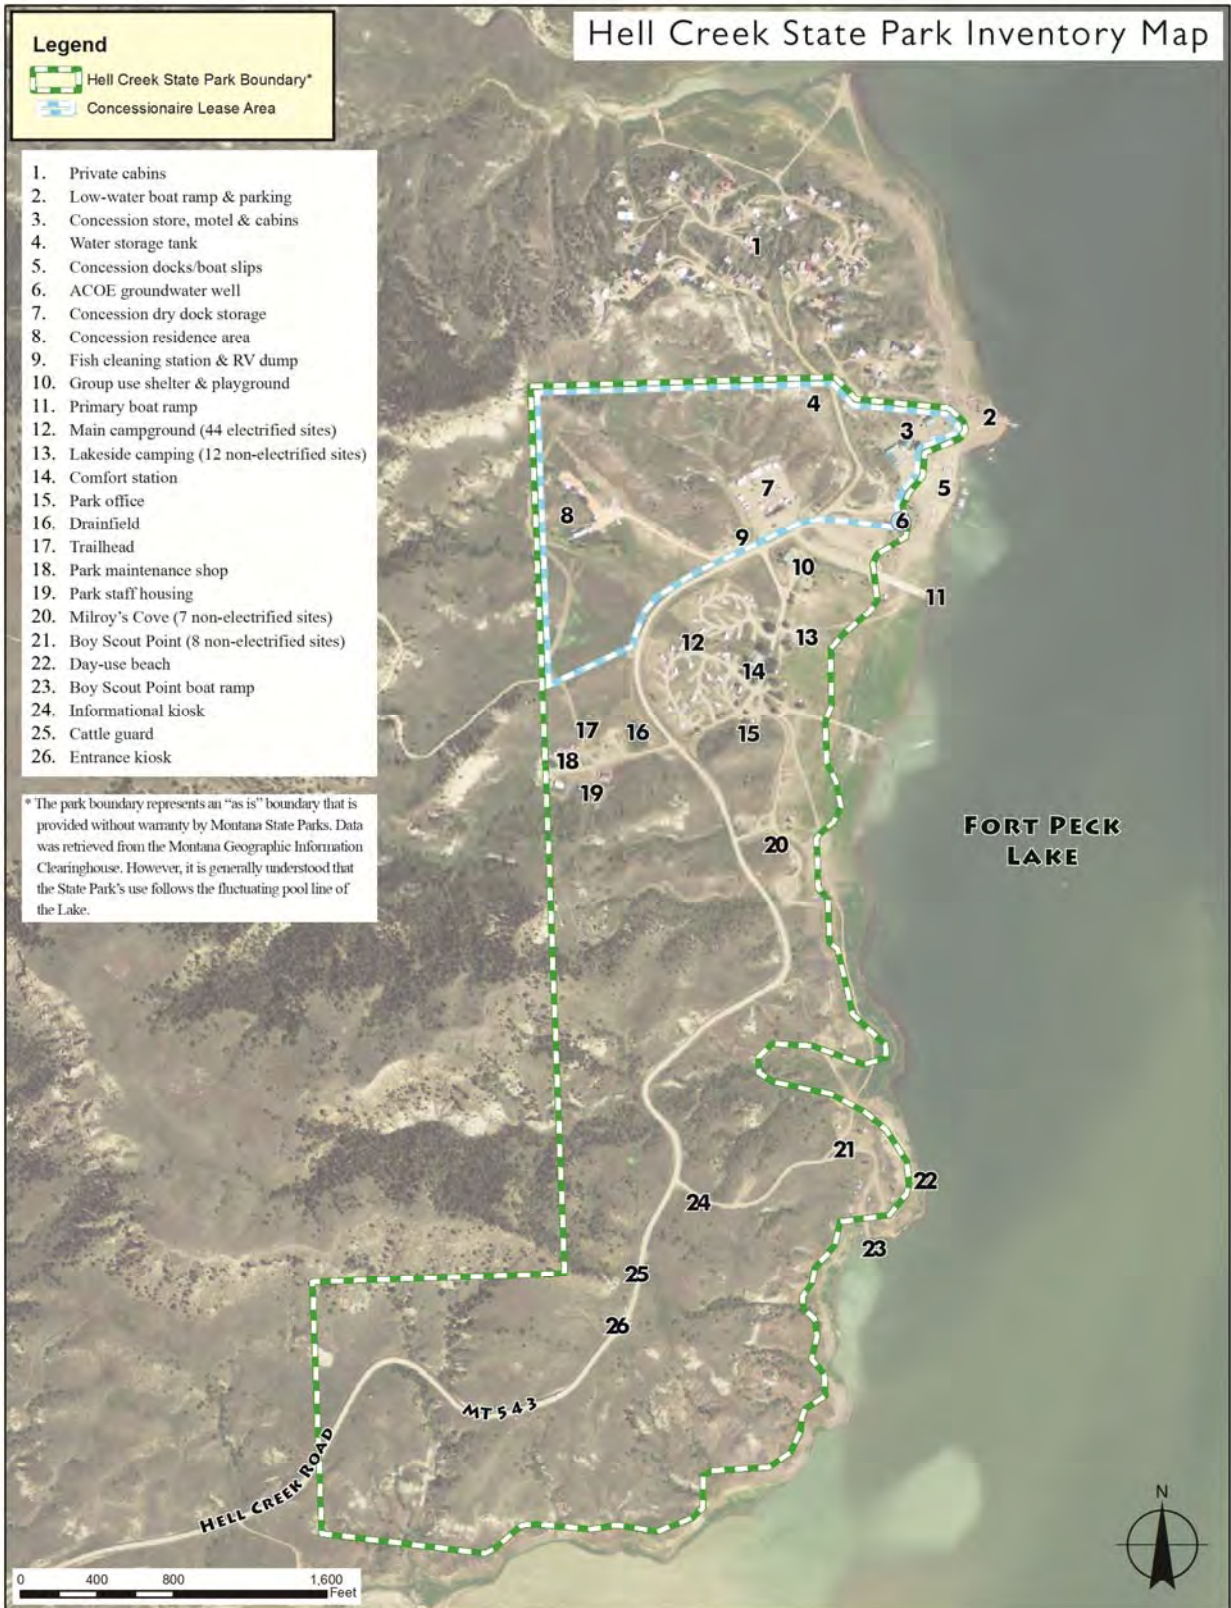 Hell Creek State Park Inventory Map
Legend
Hell Creek State Park Boundary*
Concessionaire Lease Area
1. Private cabins
2. Low-water boat ramp & parking
3. Concession store, motel & cabins
4. Water storage tank
5. Concession docks/boat slips
6. ACOE groundwater well
7. Concession dry dock storage
8. Concession residence area
9. Fish cleaning station & RV dump
10. Group use shelter & playground
11. Primary boat ramp
12. Main campground (44 electrified sites)
13. Lakeside camping (12 non-electrified sites)
14. Comfort station
15. Park office
16. Drainfield
17. Trailhead
18. Park maintenance shop
19. Park staff housing
20. Milroy's Cove (7 non-electrified sites)
21. Boy Scout Point (8 non-electrified sites)
22. Day-use beach
23. Boy Scout Point boat ramp
24. Informational kiosk
25. Cattle guard
26. Entrance kiosk
* The park boundary represents an “as is” boundary that is
provided without warranty by Montana State Parks. Data
was retrieved from the Montana Geographic Information
Clearinghouse. However, it is generally understood that
the State Park's use follows the fluctuating pool line of
the Lake.
1
2
3
4
5
6
7
8
9
10
11
12
13
14
15
16
17
18
19
20
FORT PECK
LAKE
21
22
23
24
25
26
MT 543
HELL CREEK ROAD
N
0 400 800 1,600
Feet